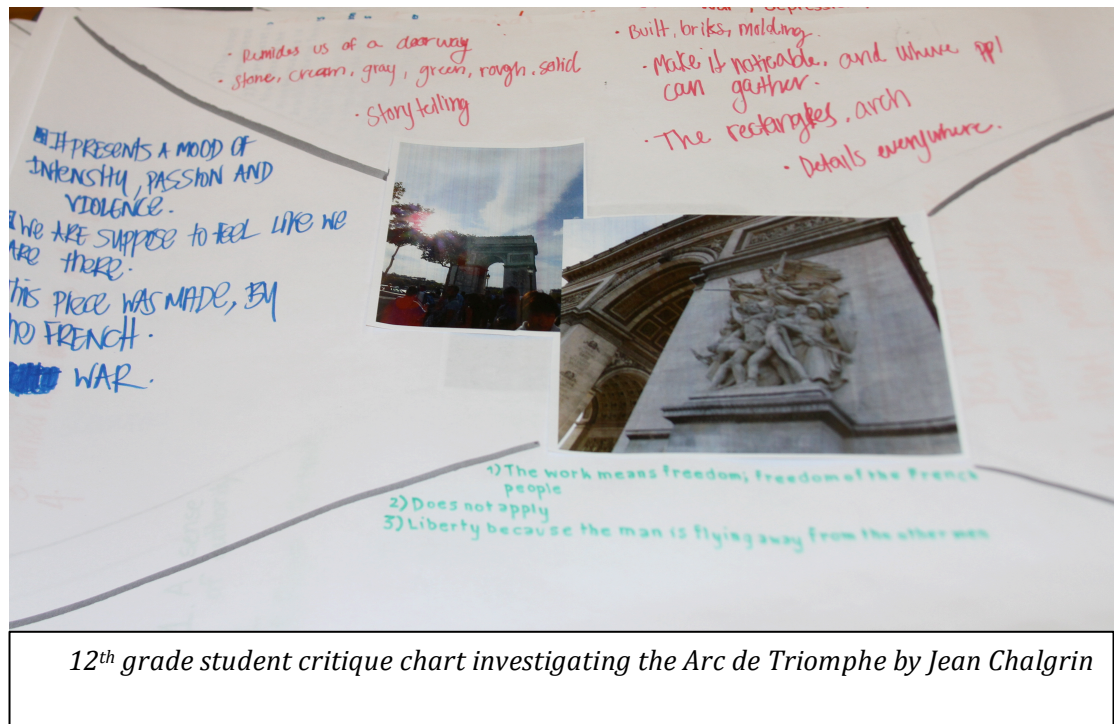 · Remides us of a doorway
· Stone, cream, gray, green, rough, solid
· Story telling
· Built, briks, molding.
· Make it noticable, and where ppl
can gather.
· The rectangles, arch
· Details everywhere.
It PRESENTS A MOOD OF
INTENSITY, PASSION AND
VIOLENCE.
WE ARE SUPPOSE TO FEEL LIKE WE
ARE there.
his PIECE WAS MADE, BY
FRENCH.
WAR.
1) The work means freedom; freedom of the French
people
2) Does not apply
3) Liberty because the man is flying away from the other men
12th grade student critique chart investigating the Arc de Triomphe by Jean Chalgrin